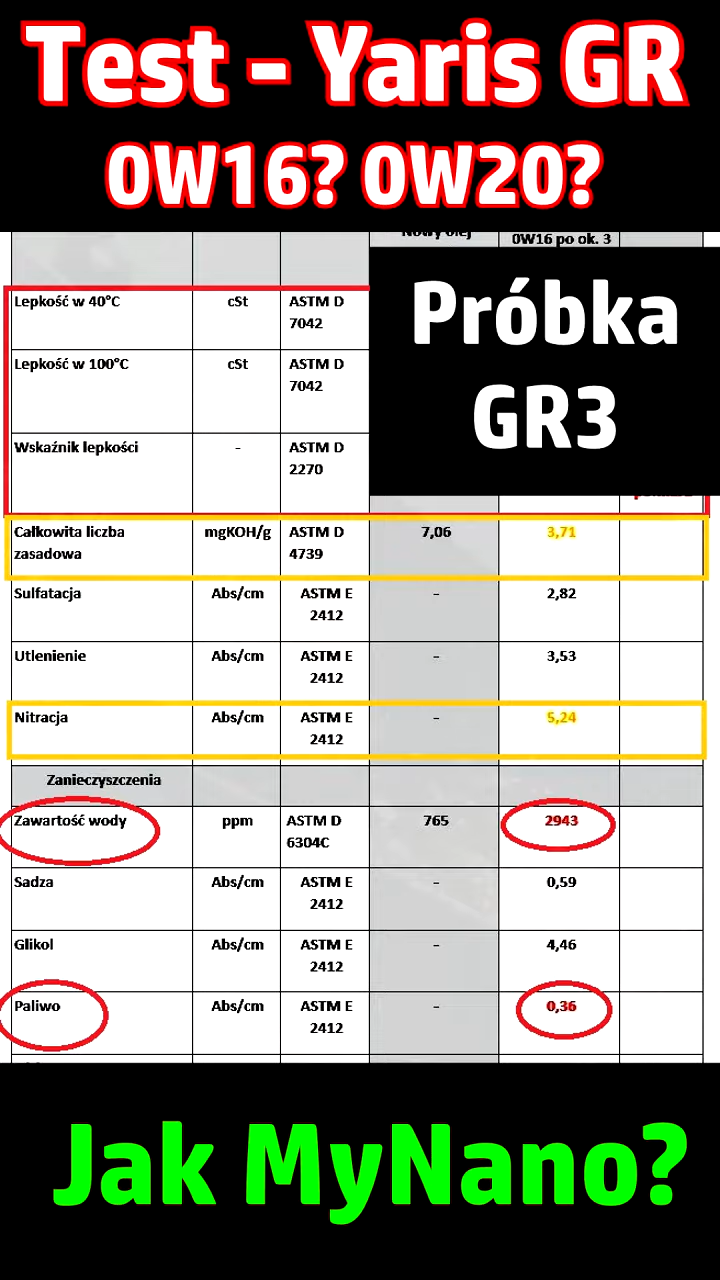 Test - Yaris GR
0W16? 0W20?
Nowy olej
0W16 po ok. 3
Próbka
GR3
Lepkość w 40°C cSt ASTM D
7042
Lepkość w 100°C cSt ASTM D
7042
Wskaźnik lepkości - ASTM D
2270
Całkowita liczba mgKOH/g ASTM D 7,06 3,71
zasadowa 4739
Sulfatacja Abs/cm ASTM E - 2,82
2412
Utlenienie Abs/cm ASTM E - 3,53
2412
Nitracja Abs/cm ASTM E - 5,24
2412
Zanieczyszczenia
Zawartość wody ppm ASTM D 765 2943
6304C
Sadza Abs/cm ASTM E - 0,59
2412
Glikol Abs/cm ASTM E - 4,46
2412
Paliwo Abs/cm ASTM E - 0,36
2412
Jak MyNano?